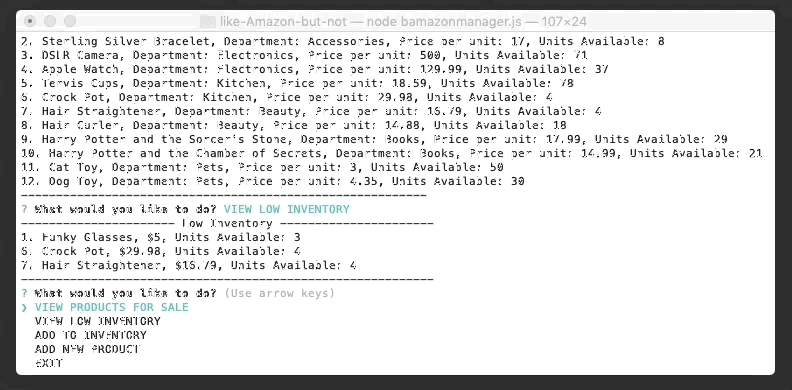 like-Amazon-but-not — node bamazonmanager.js — 107×24
2. Sterling Silver Bracelet, Department: Accessories, Price per unit: 17, Units Available: 8
3. DSLR Camera, Department: Electronics, Price per unit: 500, Units Available: 71
4. Apple Watch, Department: Electronics, Price per unit: 129.99, Units Available: 37
5. Tervis Cups, Department: Kitchen, Price per unit: 18.59, Units Available: 78
6. Crock Pot, Department: Kitchen, Price per unit: 29.98, Units Available: 4
7. Hair Straightener, Department: Beauty, Price per unit: 16.79, Units Available: 4
8. Hair Curler, Department: Beauty, Price per unit: 14.88, Units Available: 18
9. Harry Potter and the Sorcer's Stone, Department: Books, Price per unit: 17.99, Units Available: 29
10. Harry Potter and the Chamber of Secrets, Department: Books, Price per unit: 14.99, Units Available: 21
11. Cat Toy, Department: Pets, Price per unit: 3, Units Available: 50
12. Dog Toy, Department: Pets, Price per unit: 4.35, Units Available: 30
----------------------------------------------------------
? What would you like to do? VIEW LOW INVENTORY
---------------------- Low Inventory ----------------------
1. Funky Glasses, $5, Units Available: 3
6. Crock Pot, $29.98, Units Available: 4
7. Hair Straightener, $16.79, Units Available: 4
-----------------------------------------------------------
? What would you like to do? (Use arrow keys)
❯ VIEW PRODUCTS FOR SALE
VIEW LOW INVENTORY
ADD TO INVENTORY
ADD NEW PRODUCT
EXIT